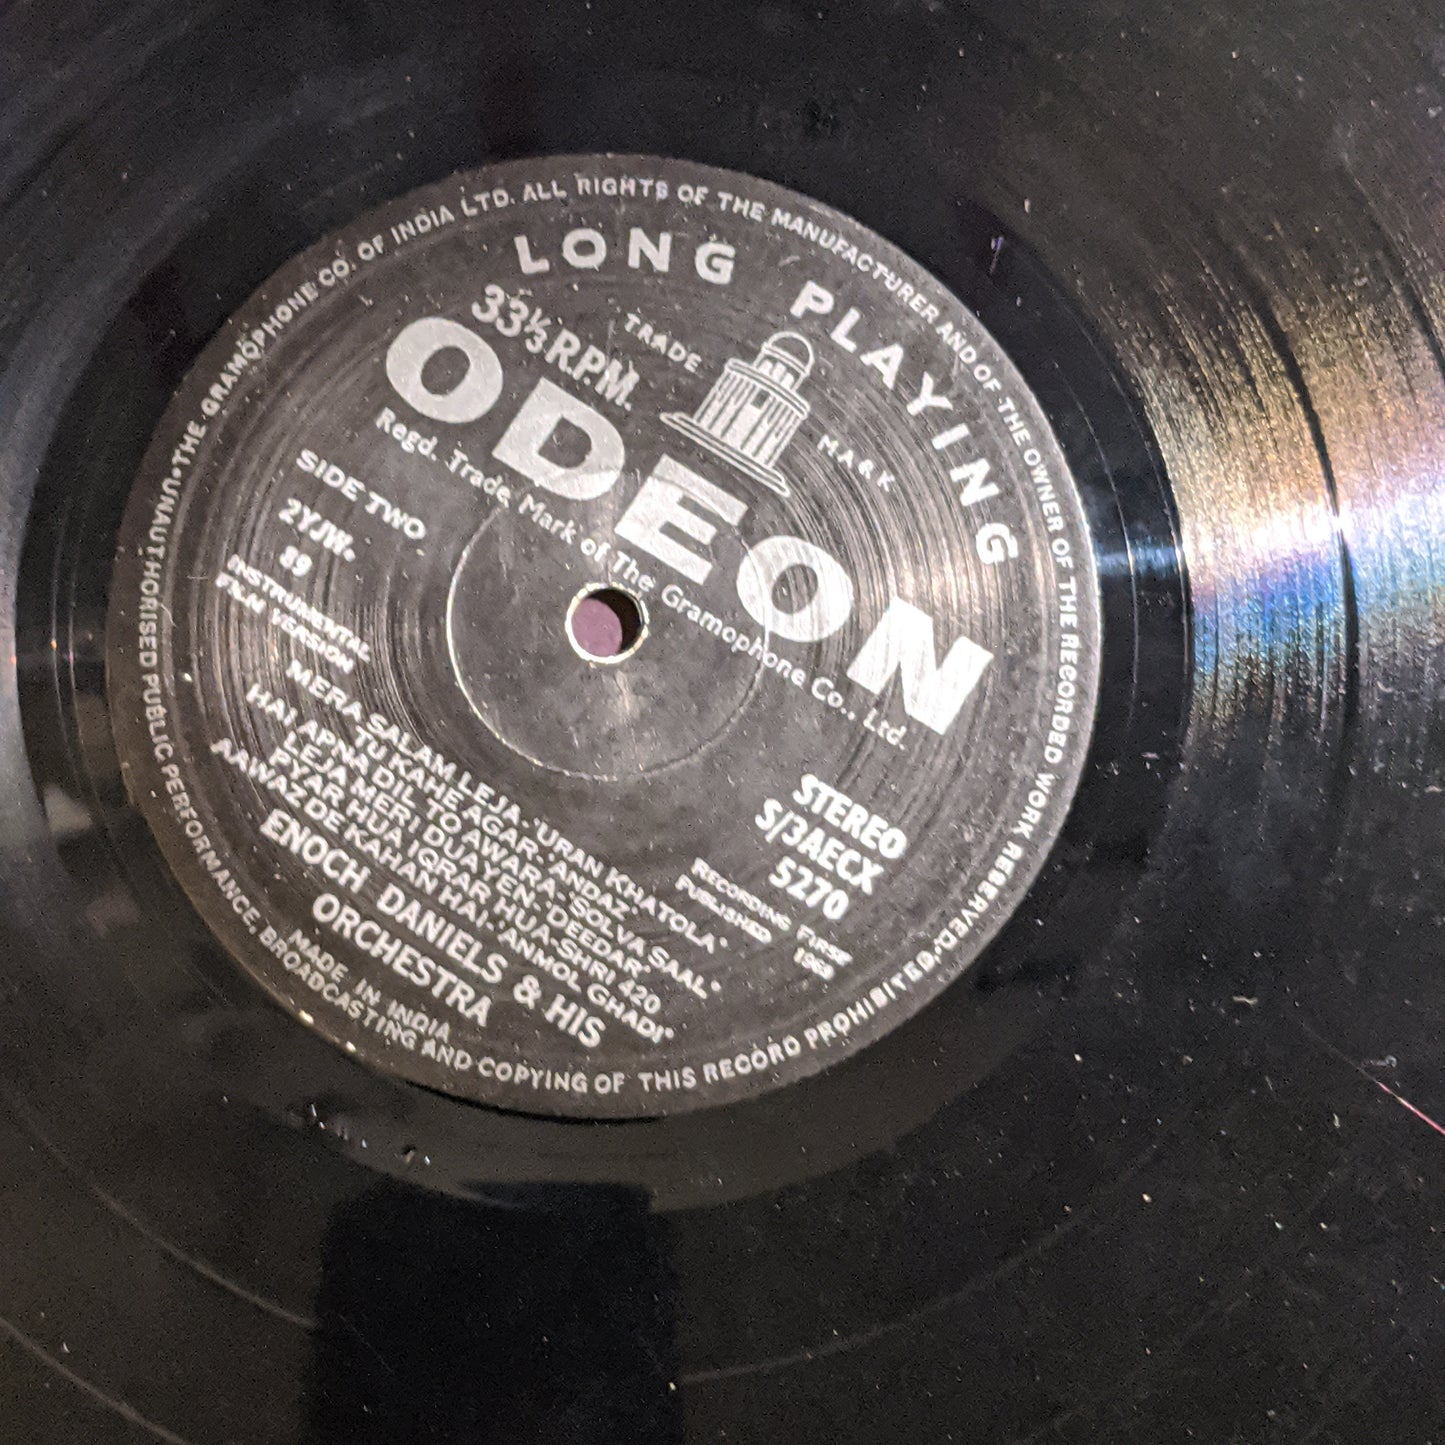 THE GRAMOPHONE CO. OF INDIA LTD. ALL RIGHTS OF THE MANUFACTURER AND OF THE OWNER OF THE RECORDED WORK RESERVED. UNAUTHORISED PUBLIC PERFORMANCE, BROADCASTING AND COPYING OF THIS RECORD PROHIBITED
LONG PLAYING
33⅓ R.P.M.
TRADE MARK
ODEON
Regd. Trade Mark of The Gramophone Co., Ltd.
SIDE TWO
2YJW.
89
INSTRUMENTAL
FILM VERSION
STEREO
S/3AECX
5270
RECORDING FIRST
PUBLISHED 1968
MERA SALAM LEJA-'URAN KHATOLA'
TU KAHE AGAR-'ANDAZ'
HAI APNA DIL TO AWARA-'SOLVA SAAL'
LEJA MERI DUAYEN-'DEEDAR'
PYAR HUA IQRAR HUA-SHRI 420
AAWAZ DE KAHAN HAI-'ANMOL GHADI'
ENOCH DANIELS & HIS
ORCHESTRA
MADE IN INDIA